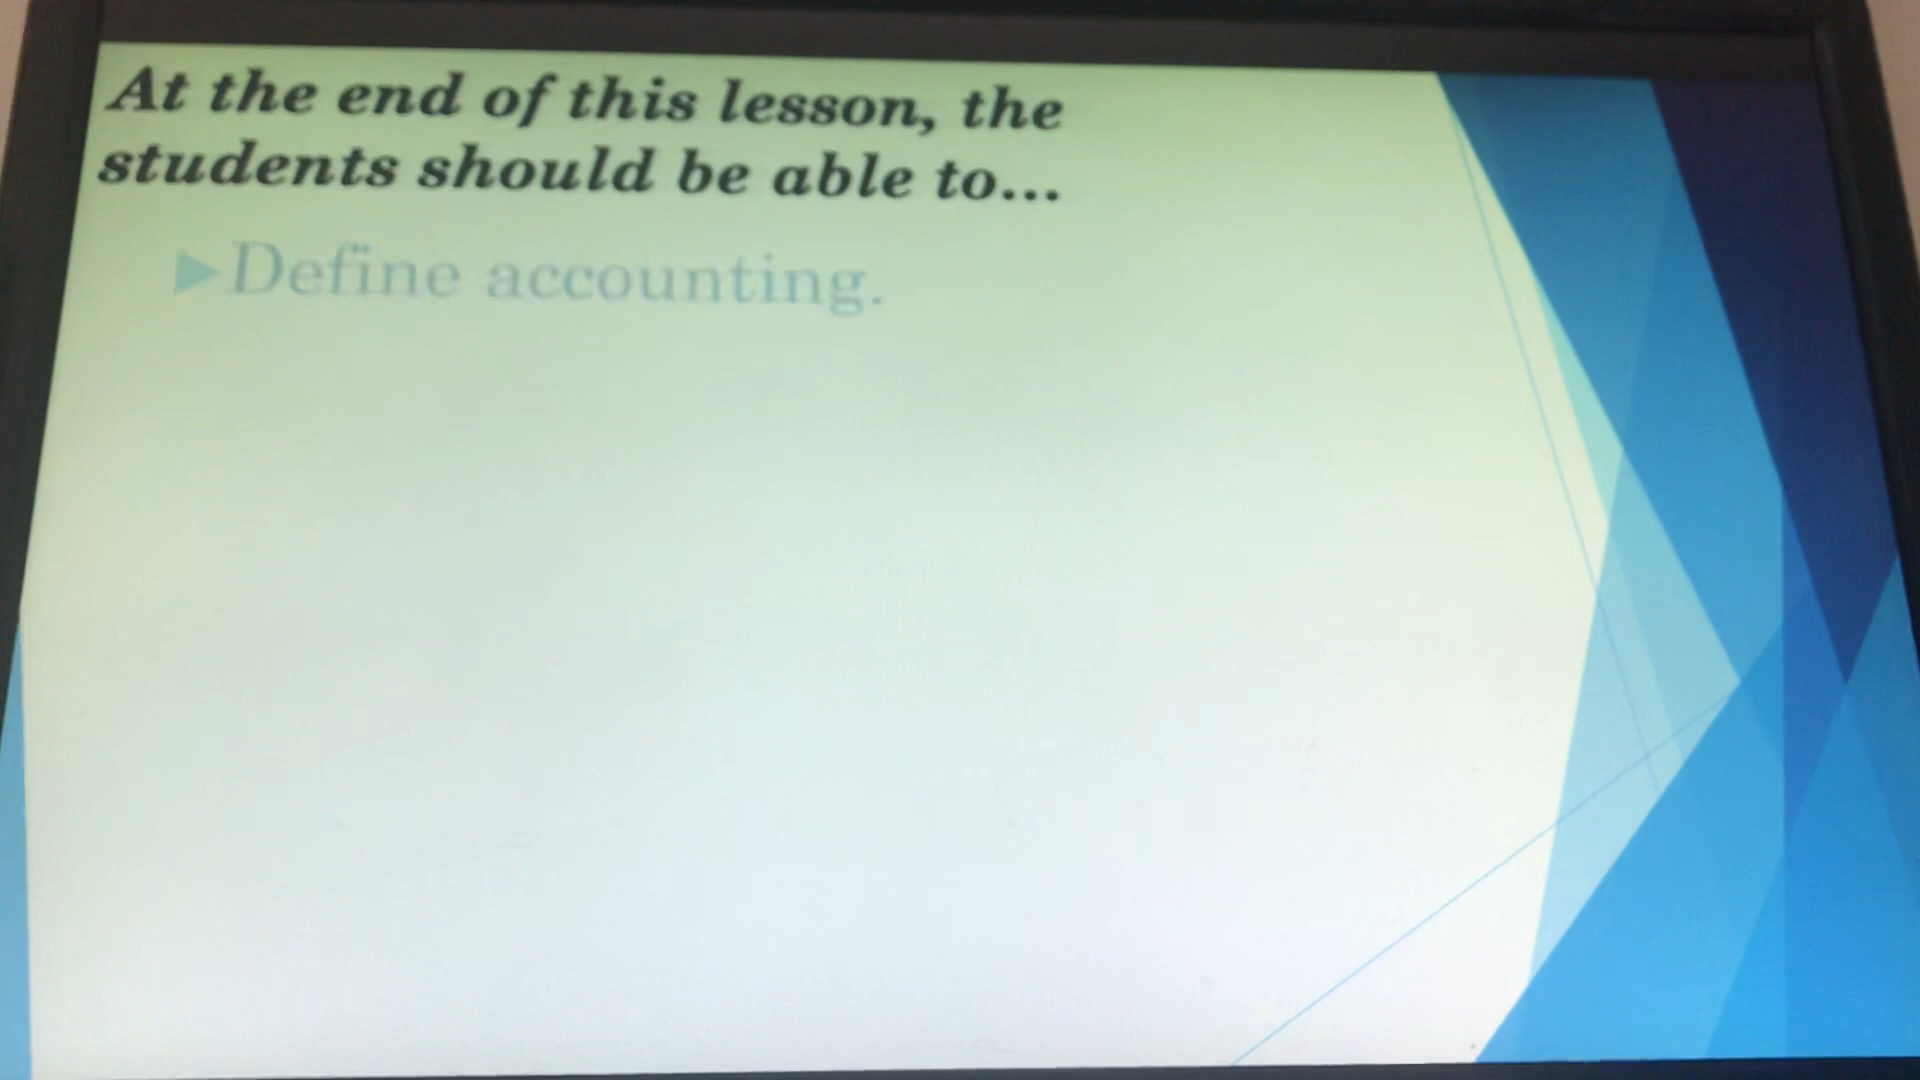 At the end of this lesson, the
students should be able to...
Define accounting.